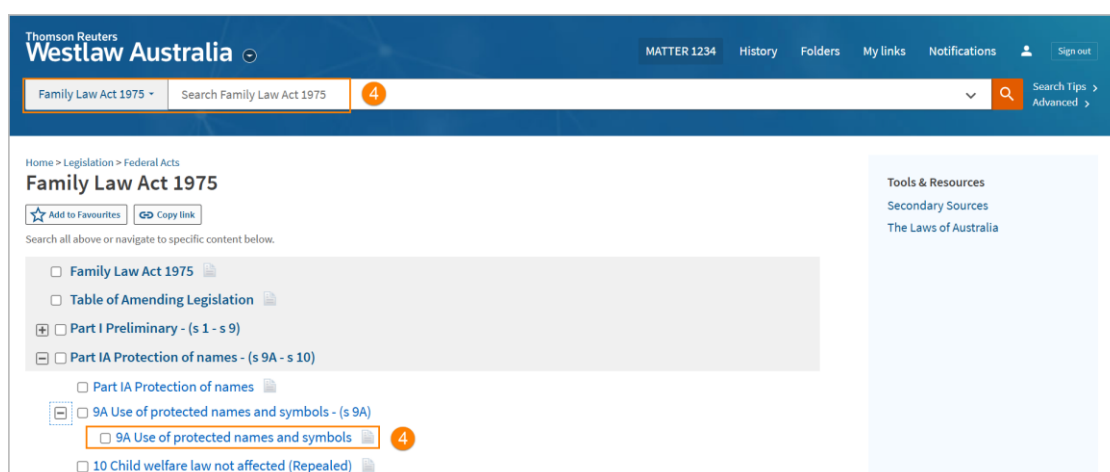 Thomson Reuters
Westlaw Australia
MATTER 1234 History Folders My links Notifications Sign out
Family Law Act 1975 Search Family Law Act 1975 4 Search Tips
Advanced
Home > Legislation > Federal Acts
Family Law Act 1975
Tools & Resources
Add to Favourites Copy link
Secondary Sources
The Laws of Australia
Search all above or navigate to specific content below.
Family Law Act 1975
Table of Amending Legislation
Part I Preliminary - (s 1 - s 9)
Part IA Protection of names - (s 9A - s 10)
Part IA Protection of names
9A Use of protected names and symbols - (s 9A)
9A Use of protected names and symbols 4
10 Child welfare law not affected (Repealed)